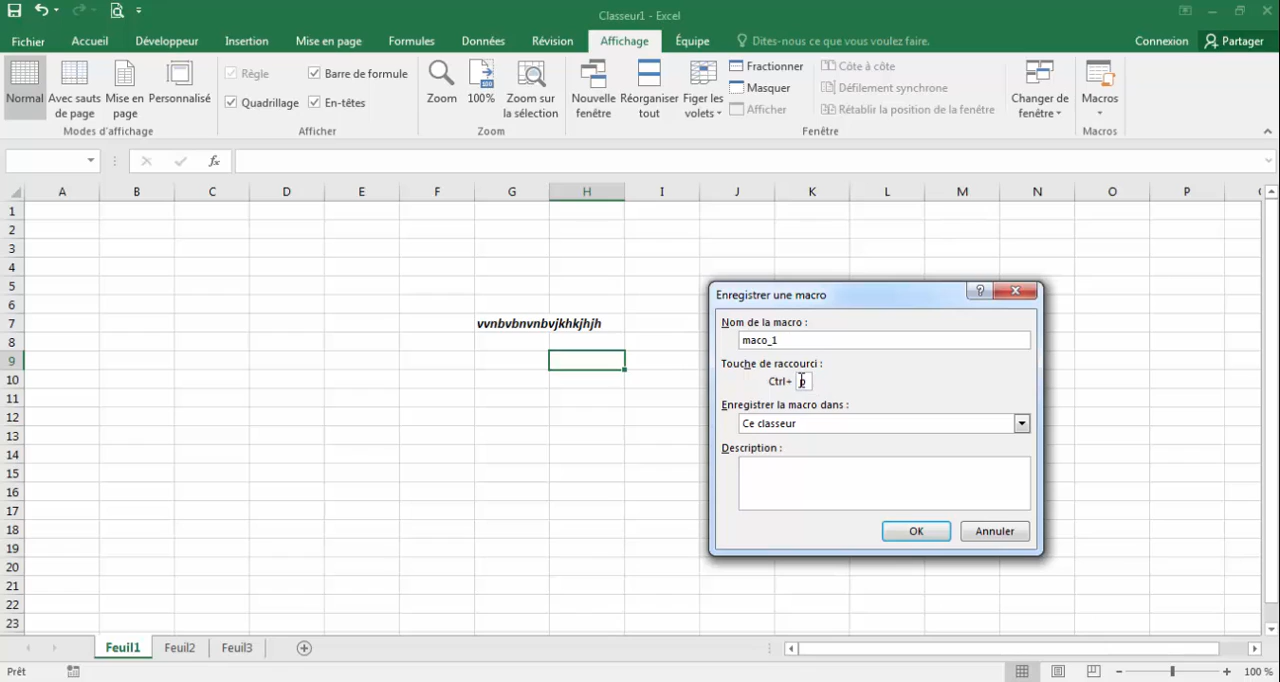 Classeur1 - Excel
Fichier Accueil Développeur Insertion Mise en page Formules Données Révision Affichage Équipe Dites-nous ce que vous voulez faire. Connexion Partager
Normal
Avec sauts de page
Mise en page
Personnalisé
Modes d'affichage
Règle
Barre de formule
Quadrillage
En-têtes
Afficher
Zoom
100%
Zoom sur la sélection
Zoom
Nouvelle fenêtre
Réorganiser tout
Figer les volets
Fractionner
Masquer
Afficher
Côte à côte
Défilement synchrone
Rétablir la position de la fenêtre
Changer de fenêtre
Fenêtre
Macros
Macros
fx
A B C D E F G H I J K L M N O P
1
2
3
4
5
6
7 vvnbvbnvnbvjkhkjhjh
8
9
10
11
12
13
14
15
16
17
18
19
20
21
22
23
Enregistrer une macro
Nom de la macro :
maco_1
Touche de raccourci :
Ctrl+
Enregistrer la macro dans :
Ce classeur
Description :
OK Annuler
Feuil1 Feuil2 Feuil3
Prêt
100 %